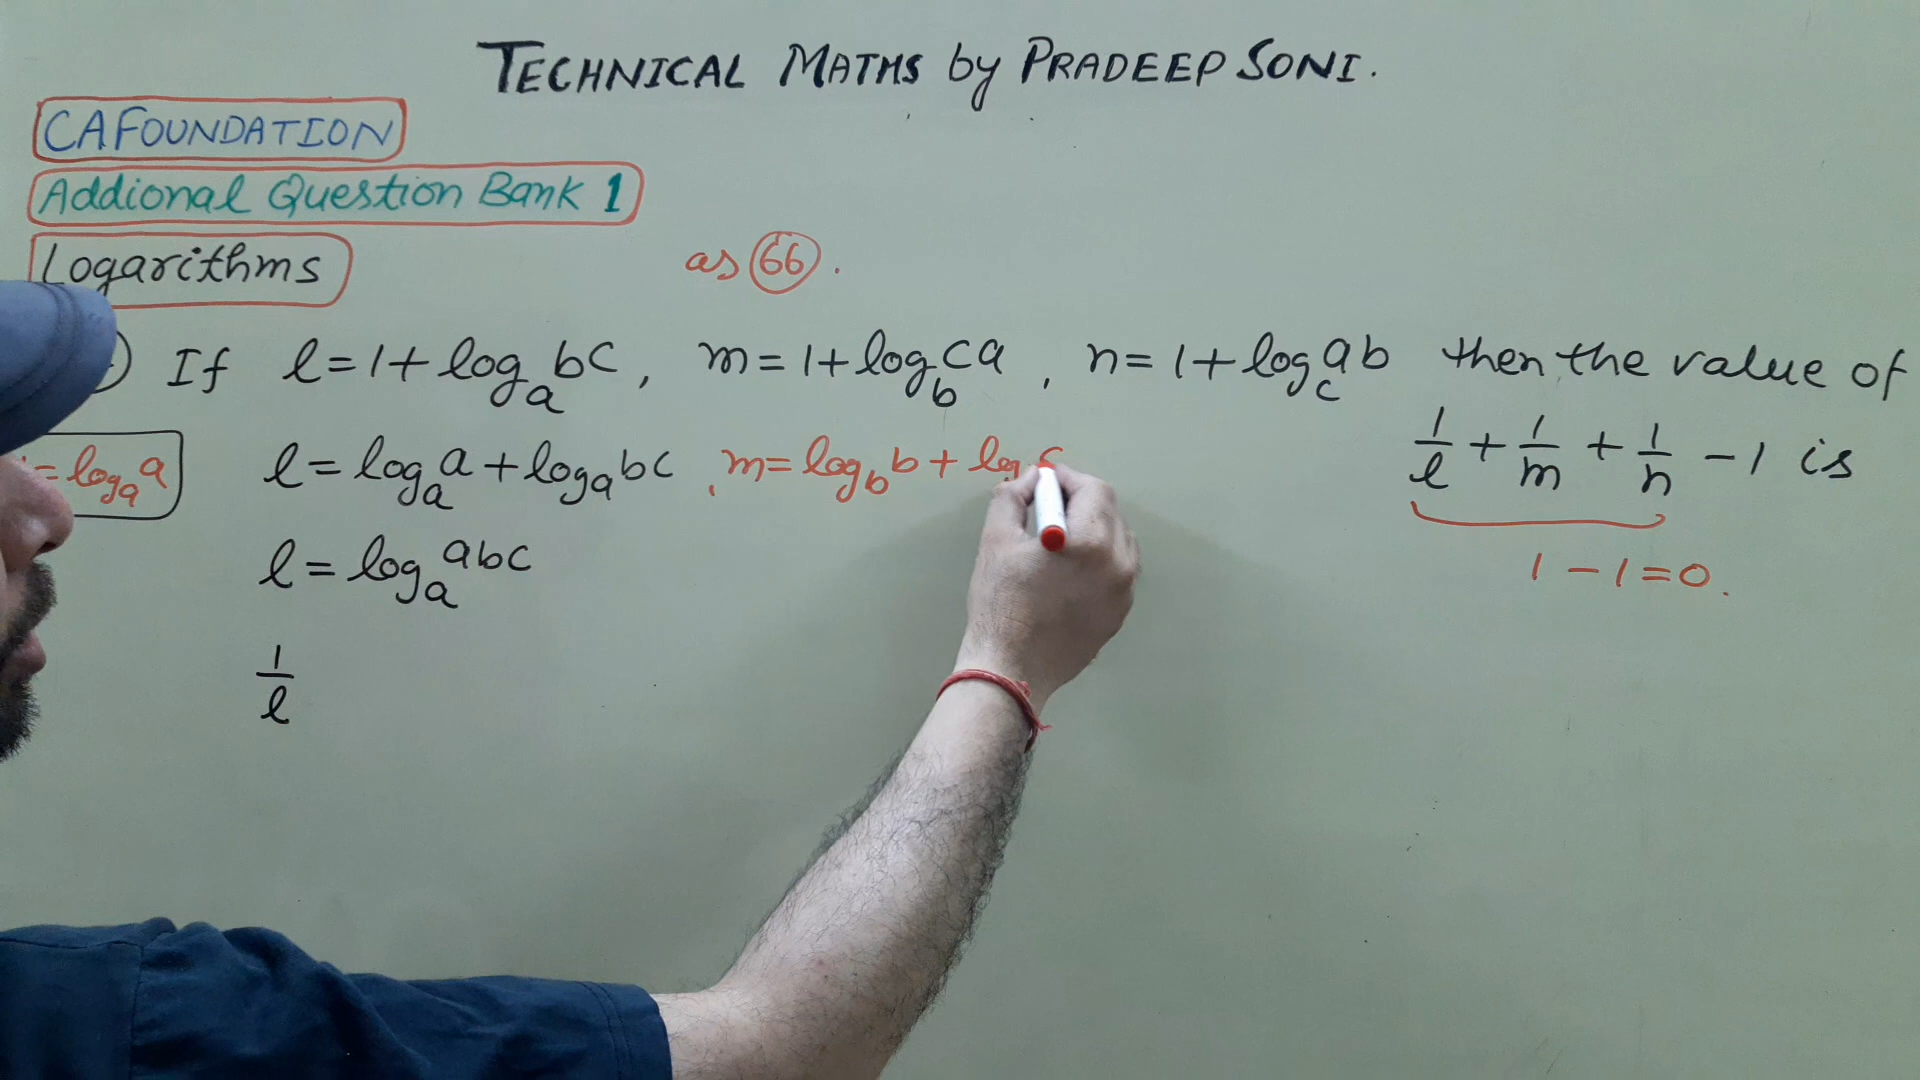 TECHNICAL MATHS by PRADEEP SONI.
CA FOUNDATION
Addional Question Bank 1
Logarithms
as 66.
) If l = 1 + log_a bc, m = 1 + log_b ca, n = 1 + log_c ab then the value of
1/l + 1/m + 1/n - 1 is
1 - 1 = 0.
= log_a a
l = log_a a + log_a bc, m = log_b b + log c
l = log_a abc
1/l